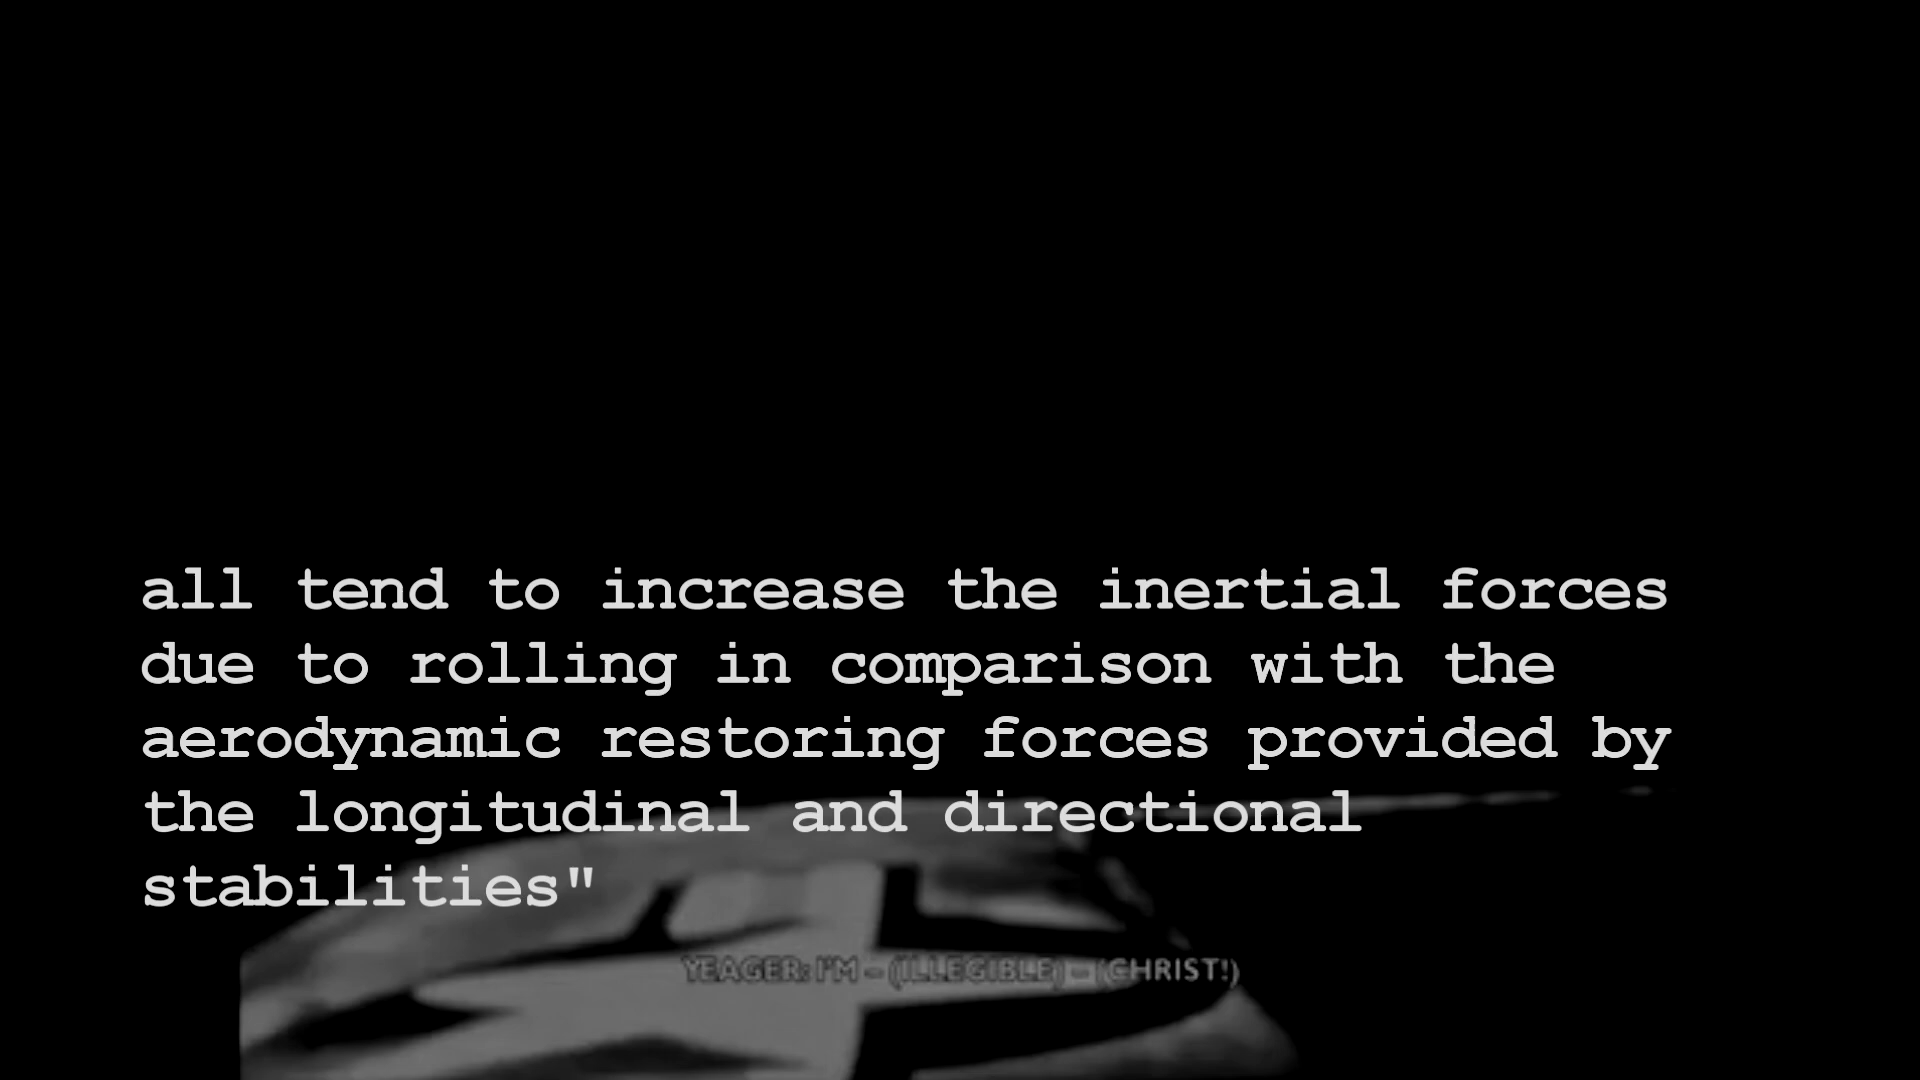 all tend to increase the inertial forces
due to rolling in comparison with the
aerodynamic restoring forces provided by
the longitudinal and directional
stabilities"
YEAGER: I'M – (ILLEGIBLE) – (CHRIST!)